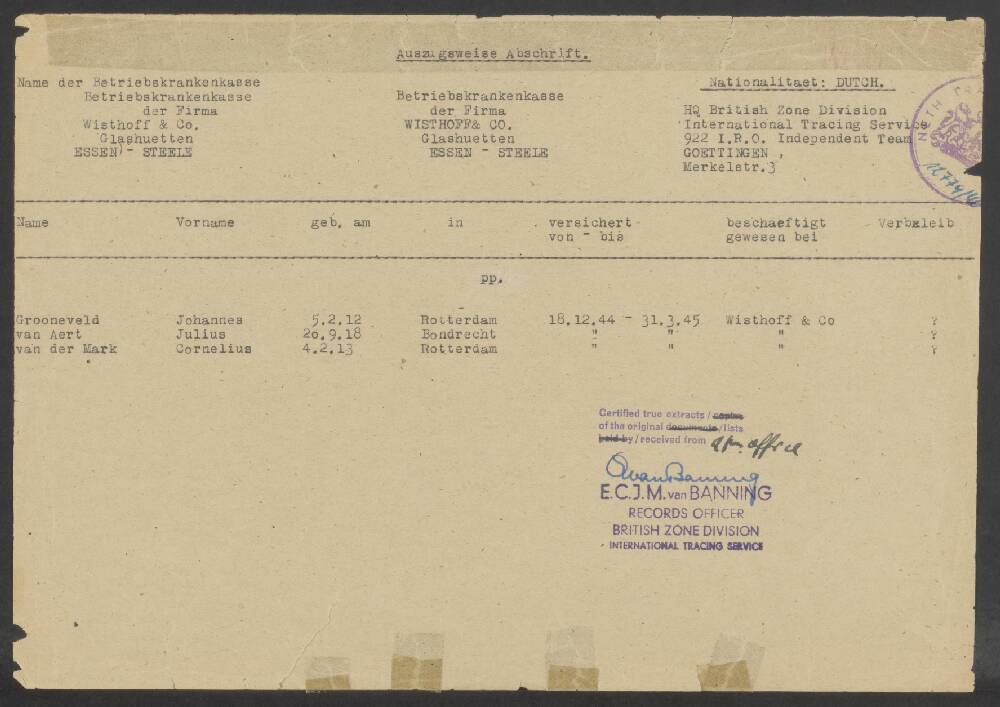 Auszugsweise Abschrift.
Name der Betriebskrankenkasse
Betriebskrankenkasse
der Firma
Wisthoff & Co.
Glashuetten
ESSEN - STEELE
Betriebskrankenkasse
der Firma
WISTHOFF& CO.
Glashuetten
ESSEN - STEELE
Nationalitaet: DUTCH.
HQ British Zone Division
International Tracing Service
922 I.R.O. Independent Team
GOETTINGEN ,
Merkelstr.3
NETH
Name Vorname geb. am in versichert von - bis beschaeftigt gewesen bei Verbleib
pp.
Grooneveld Johannes 5.2.12 Rotterdam 18.12.44 - 31.3.45 Wisthoff & Co ?
van Aert Julius 20.9.18 Bondrecht " " " ?
van der Mark Cornelius 4.2.13 Rotterdam " " " ?
Certified true extracts / copies
of the original documents / lists
held by / received from office
E.C.J.M. van BANNING
RECORDS OFFICER
BRITISH ZONE DIVISION
INTERNATIONAL TRACING SERVICE